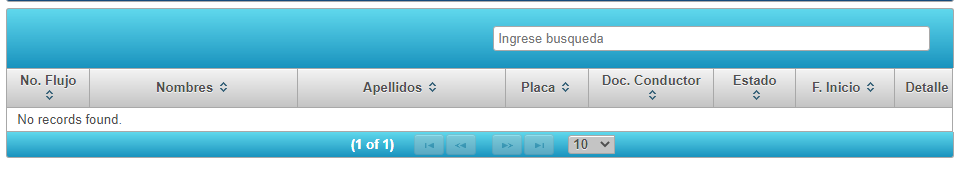 Ingrese busqueda
No. Flujo Nombres Apellidos Placa Doc. Conductor Estado F. Inicio Detalle
No records found.
(1 of 1) 10